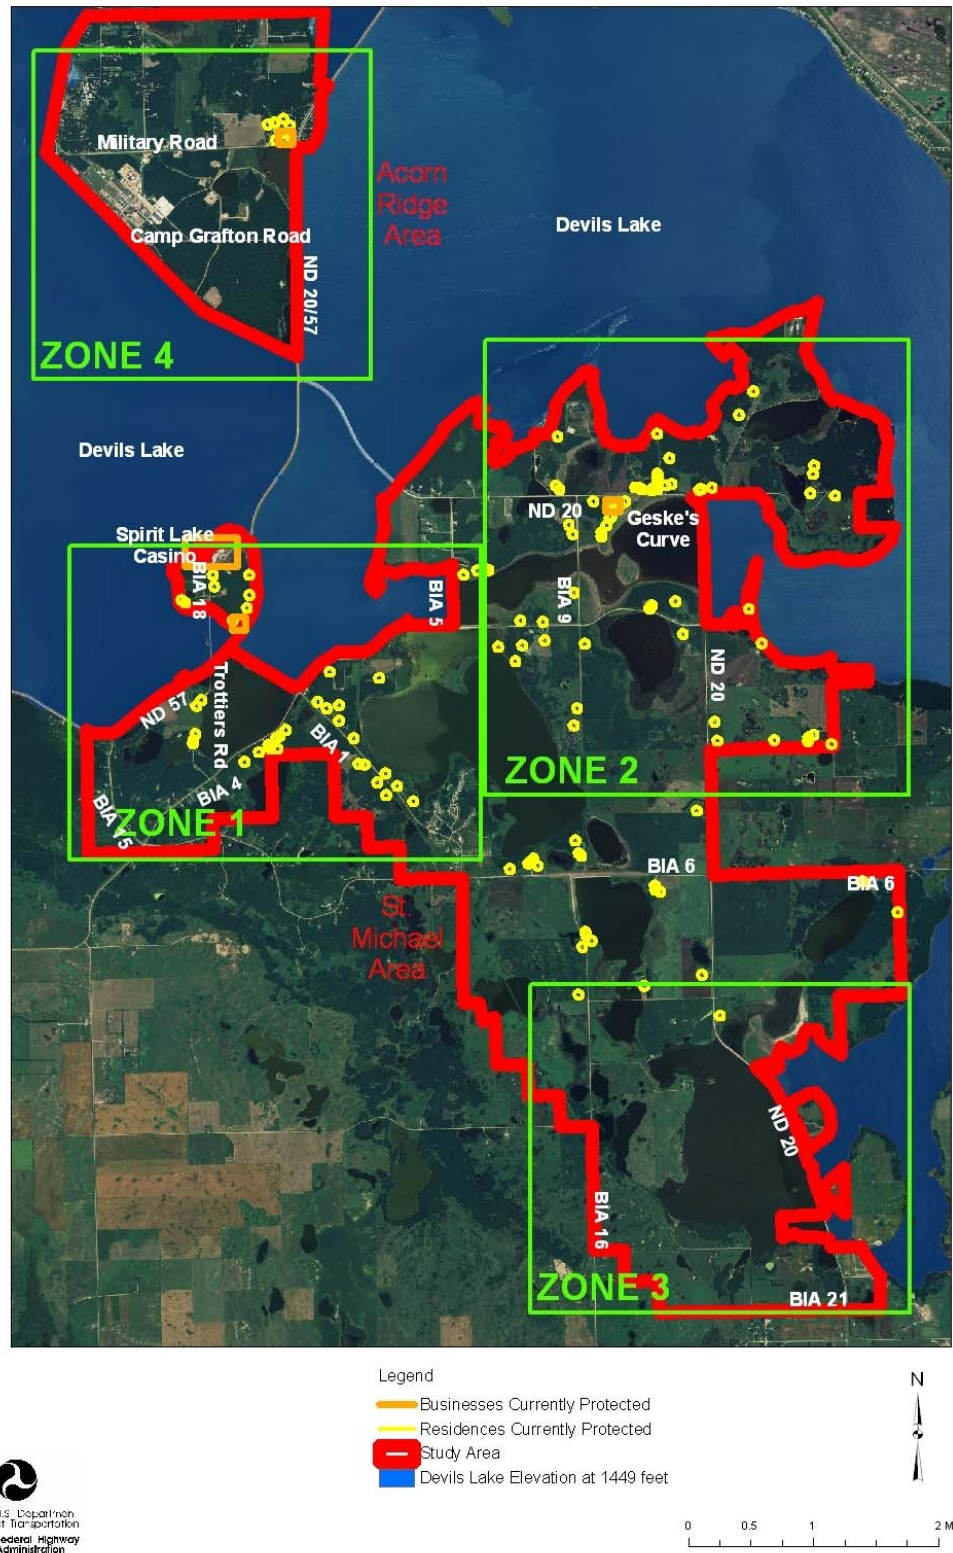 Military Road
Acorn
Ridge
Area
Devils Lake
Camp Grafton Road
ND 20/57
ZONE 4
Devils Lake
Spirit Lake
Casino
BIA 18
ND 20
Geske's
Curve
BIA 5
BIA 9
ND 20
Trottiers Rd
ND 57
BIA 1
BIA 4
BIA 15
ZONE 1
ZONE 2
BIA 6
BIA 6
St.
Michael
Area
ND 20
BIA 16
ZONE 3
BIA 21
Legend
Businesses Currently Protected
Residences Currently Protected
Study Area
Devils Lake Elevation at 1449 feet
N
0 0.5 1 2 M
Federal Highway
Administration